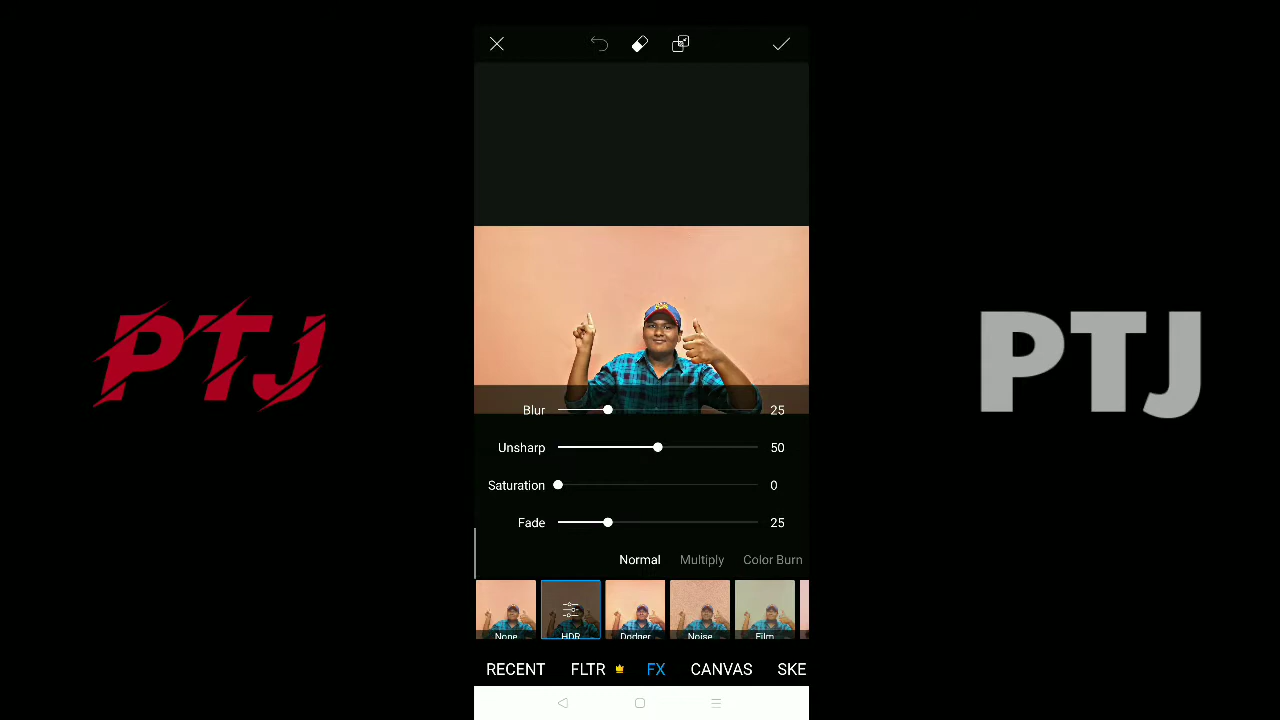 PTJ
PTJ
Blur 25
Unsharp 50
Saturation 0
Fade 25
Normal Multiply Color Burn
None HDR Dodger Noise Film
RECENT FLTR FX CANVAS SKE